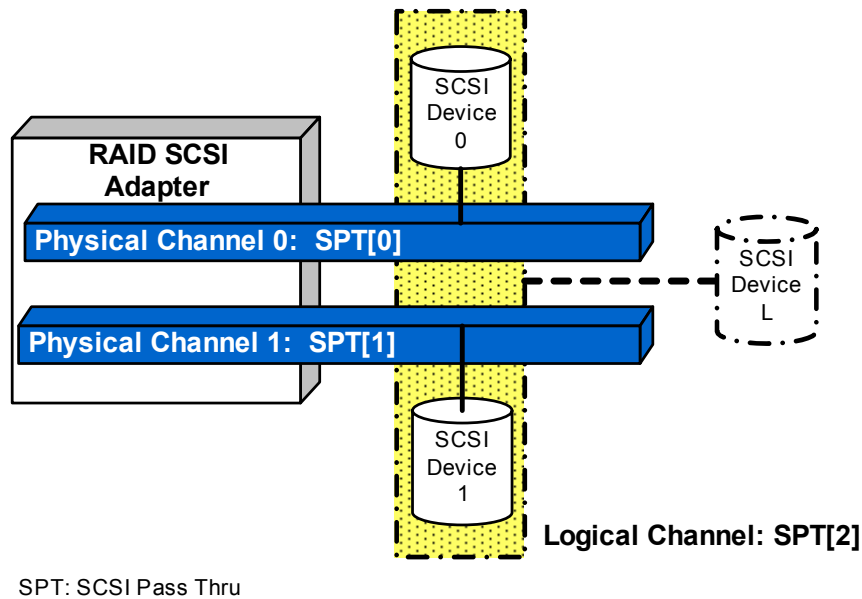 SCSI
Device
0
RAID SCSI
Adapter
Physical Channel 0: SPT[0]
SCSI
Device
L
Physical Channel 1: SPT[1]
SCSI
Device
1
Logical Channel: SPT[2]
SPT: SCSI Pass Thru